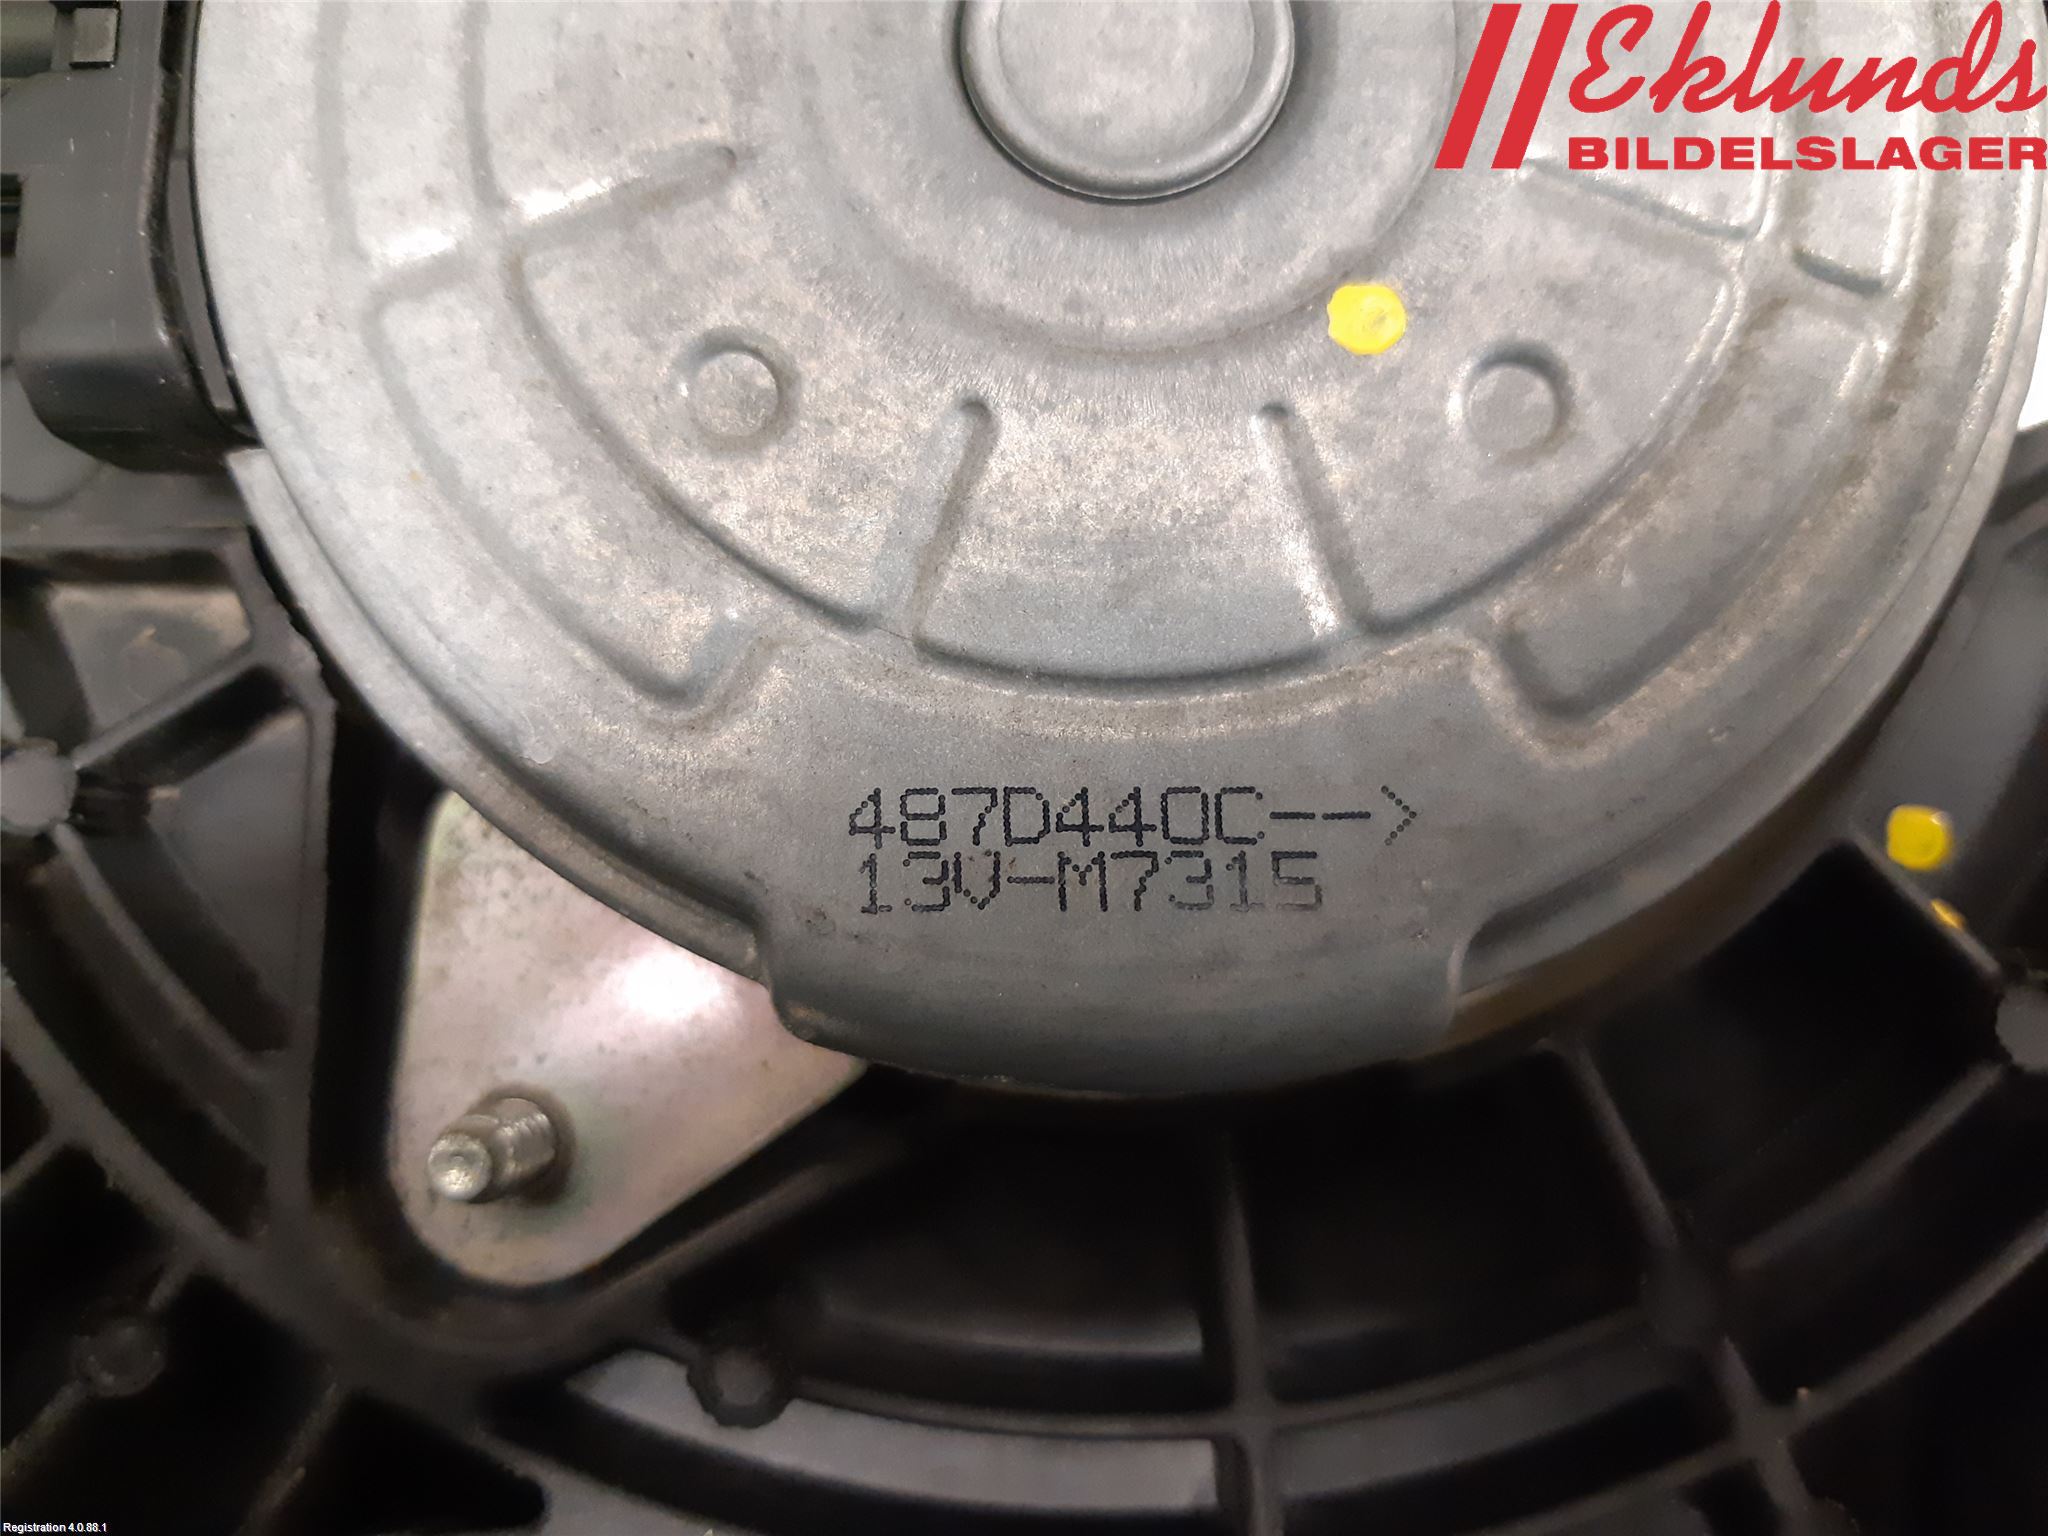 Eklunds
BILDELSLAGER
487D440C-->
13V-M7315
Registration 4.0.88.1